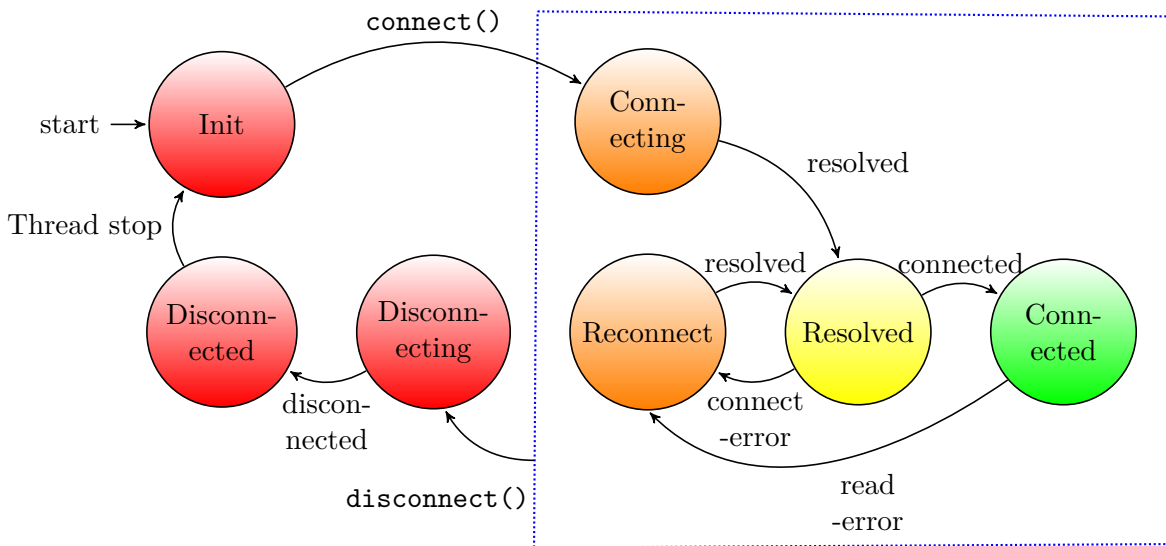 connect()
start
Init
Conn-
ecting
resolved
Thread stop
Disconn-
ected
Disconn-
ecting
discon-
nected
disconnect()
Reconnect
resolved
Resolved
connected
Conn-
ected
connect
-error
read
-error